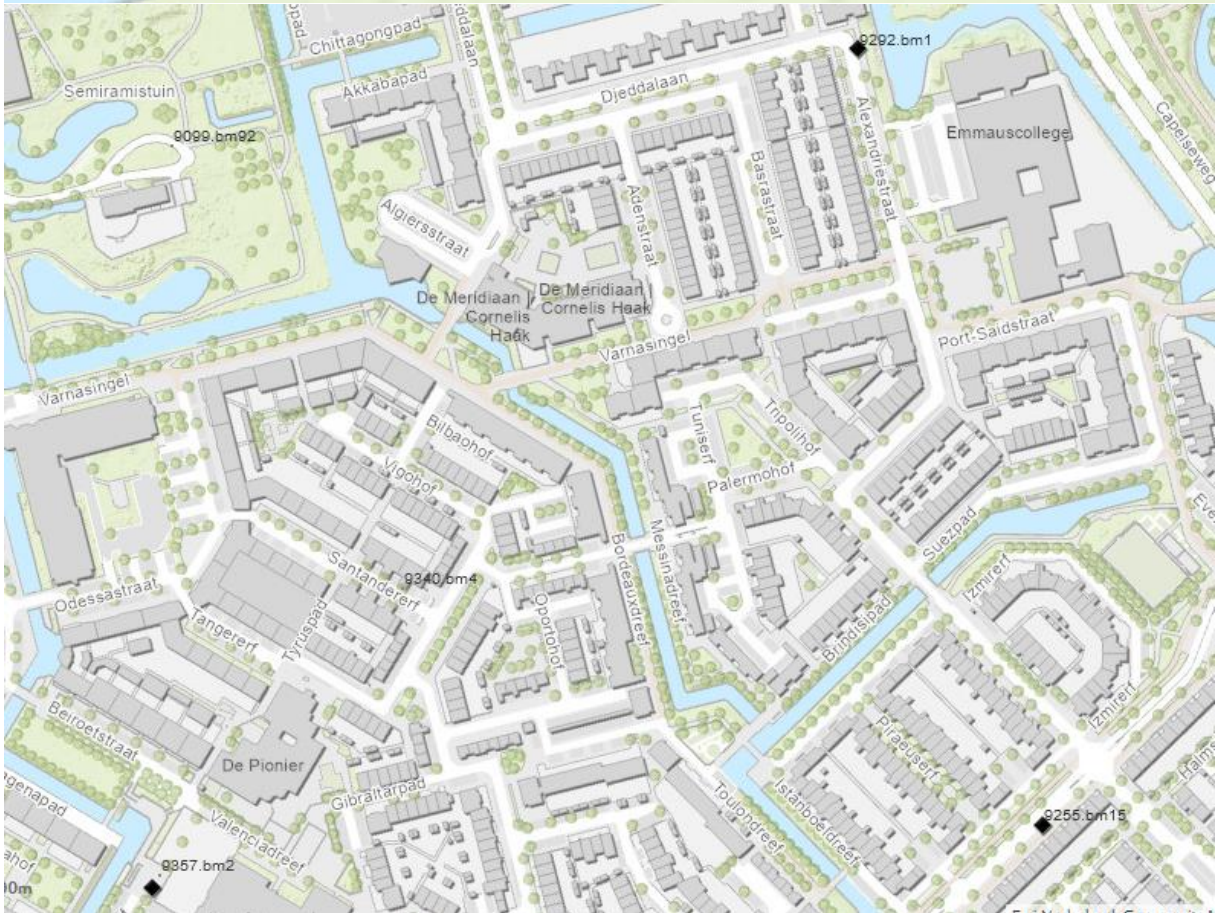 Chittagongpad
9292.bm1
Akkabapad
Semiramistuin
Djeddalaan
9099.bm92
Alexandriestraat
Capelseweg
Emmauscollege
Basrastraat
Adenstraat
Algiersstraat
De Meridiaan
Cornelis
Haak
De Meridiaan
Cornelis Haak
Varnasingel
Port-Saidstraat
Varnasingel
Bilbaohof
Vigohof
Tuniserf
Tripolihof
Palermohof
Messinadreef
Suezpad
Bordeauxdreef
Santandererf
9340.bm4
Izmirerf
Odessastraat
Tangererf
Tyruspad
Oportohof
Brindisipad
Beiroetstraat
Izmirerf
Piraeuserf
De Pionier
Gibraltarpad
Toulondreef
Istanboeldreef
Valenciadreef
9255.bm15
9357.bm2